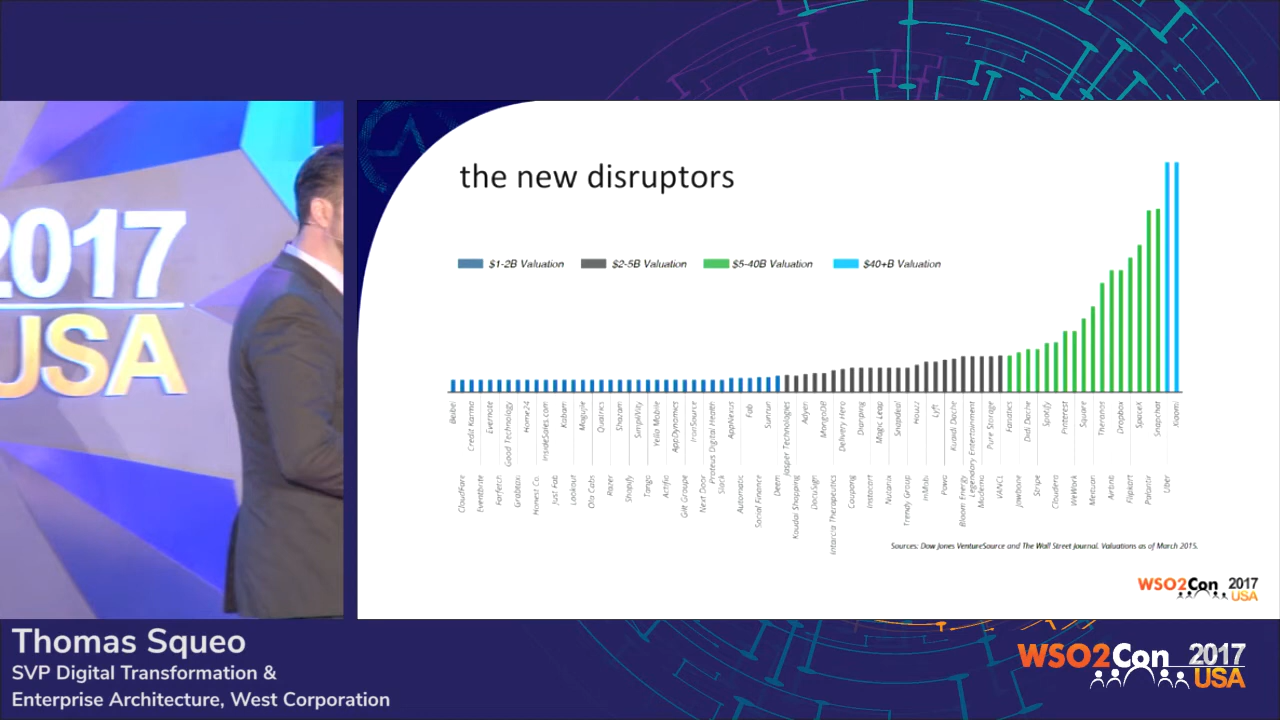 2017
USA
the new disruptors
$1-2B Valuation
$2-5B Valuation
$5-40B Valuation
$40+B Valuation
Beibei
Credit Karma
Evernote
Good Technology
Home24
InsideSales.com
Kabam
Mogujie
Qualtrics
Shazam
SimpliVity
Yello Mobile
AppDynamics
IronSource
Proteus Digital Health
AppNexus
Fab
Sunrun
Jasper Technologies
Adyen
MongoDB
Delivery Hero
Dianping
Magic Leap
Snapdeal
Houzz
Lyft
Kuaidi Dache
Legendary Entertainment
Pure Storage
Fanatics
Didi Dache
Spotify
Pinterest
Square
Theranos
Dropbox
SpaceX
Snapchat
Xiaomi
CloudFlare
Eventbrite
Farfetch
Grabtaxi
Honest Co.
Just Fab
Lookout
Ola Cabs
Razer
Shopify
Tango
Actifio
Gilt Groupe
Next Door
Slack
Automatic
Social Finance
Deem
Koudai Shopping
DocuSign
Intarcia Therapeutics
Coupang
Instacart
Nutanix
Trendy Group
InMobi
Powa
Bloom Energy
Moderna
VANCL
Jawbone
Stripe
Cloudera
WeWork
Meituan
Airbnb
Flipkart
Palantir
Uber
Sources: Dow Jones VentureSource and The Wall Street Journal. Valuations as of March 2015.
WSO2Con 2017
USA
Thomas Squeo
SVP Digital Transformation &
Enterprise Architecture, West Corporation
WSO2Con 2017
USA